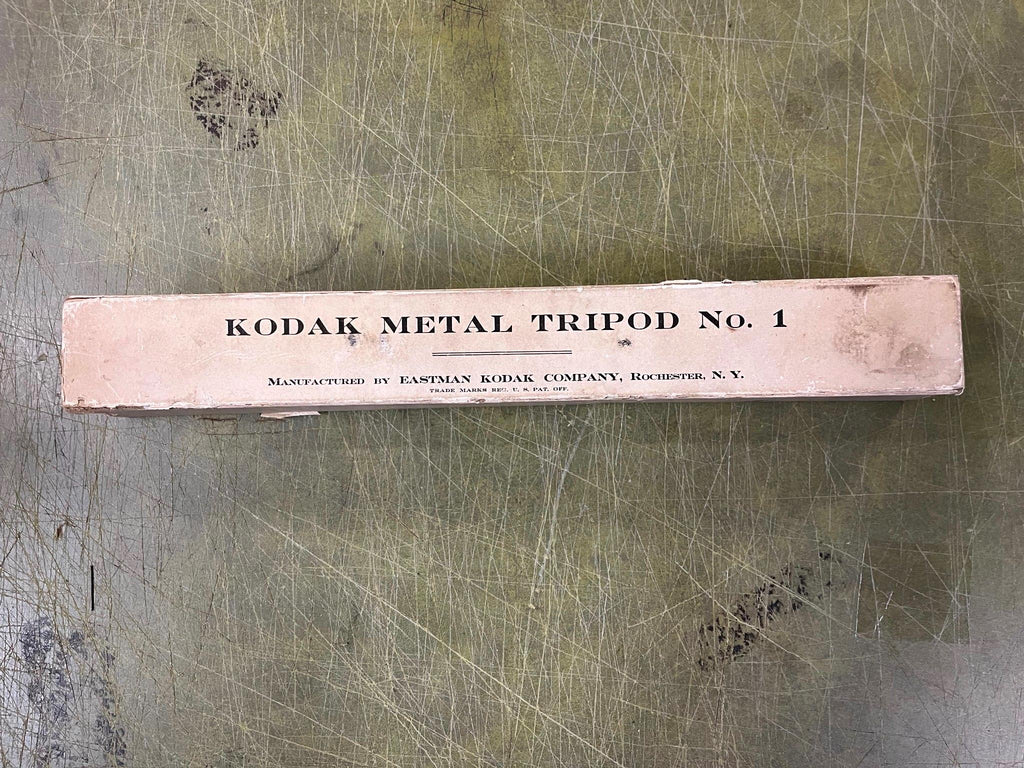 KODAK METAL TRIPOD No. 1
MANUFACTURED BY EASTMAN KODAK COMPANY, ROCHESTER, N. Y.
TRADE MARKS REG. U. S. PAT. OFF.